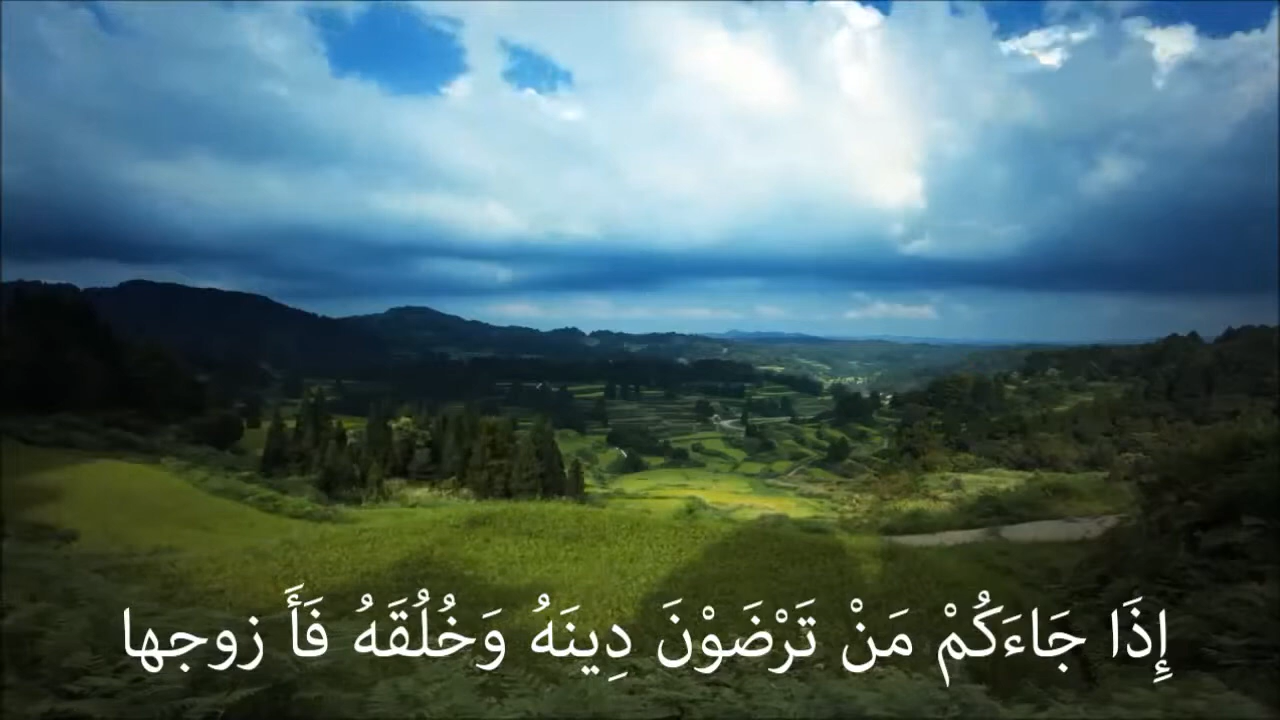 إِذَا جَاءَكُمْ مَنْ تَرْضَوْنَ دِينَهُ وَخُلُقَهُ فَأَ زوجها